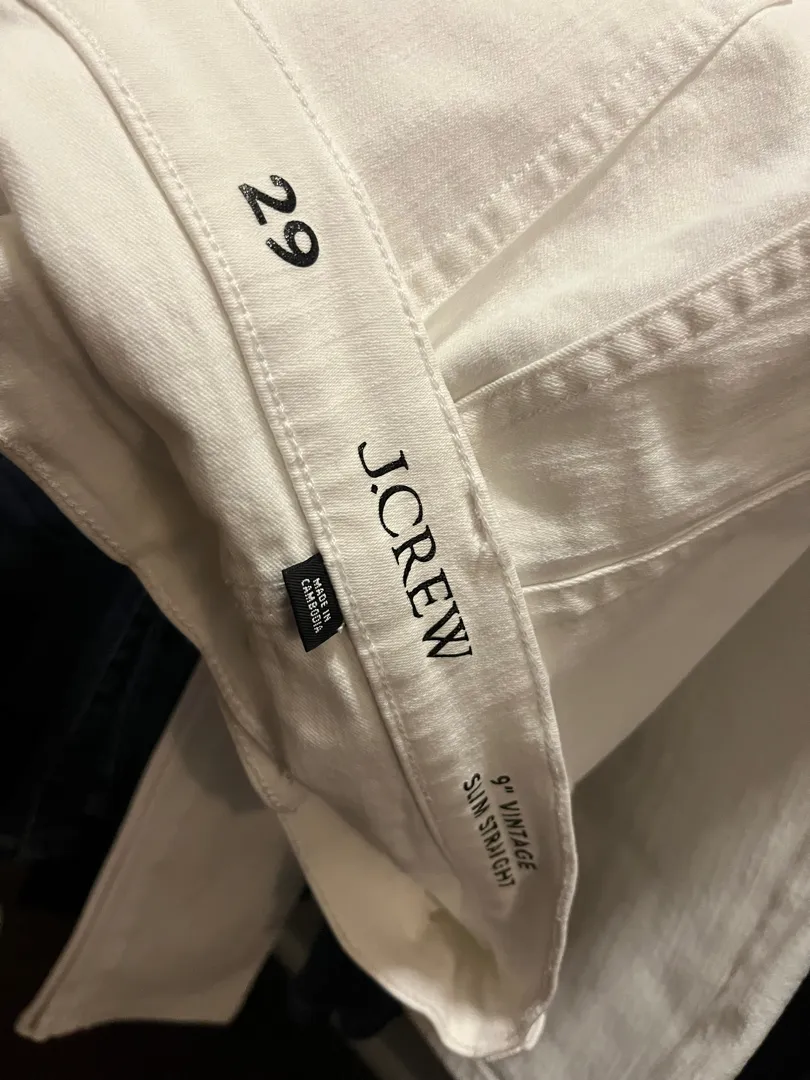 29
J.CREW
MADE IN
CAMBODIA
9" VINTAGE
SLIM STRAIGHT